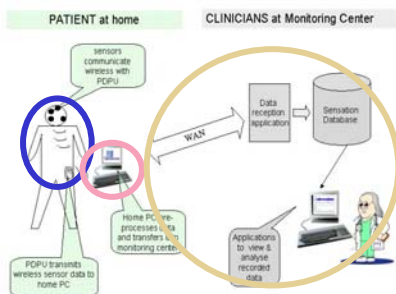 PATIENT at home
CLINICIANS at Monitoring Center
sensors
communicate
wireless with
PDPU
WAN
Data
reception
application
Sensation
Database
Home PC
processes data
and transfers
monitoring center
PDPU transmits
wireless sensor data to
home PC
Applications
to view &
analyse
recorded
data